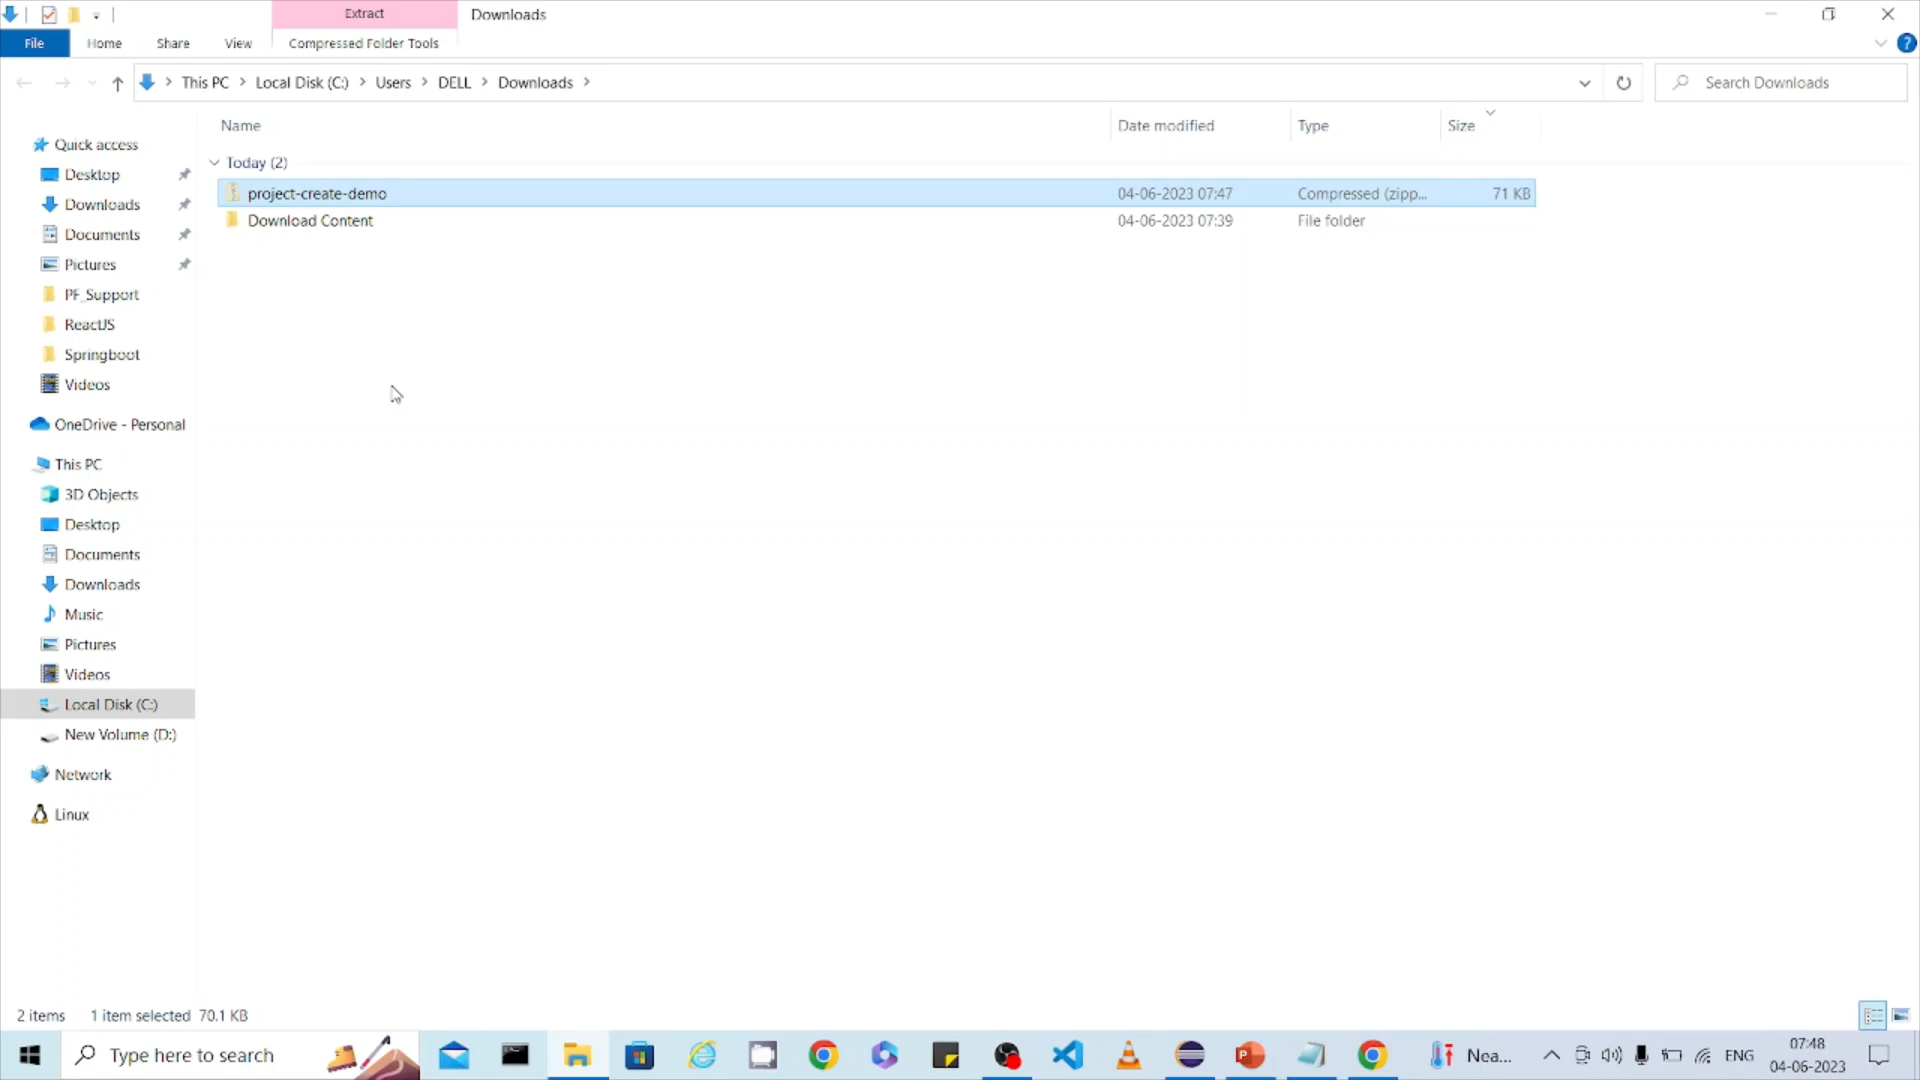 Extract
Downloads
File
Home
Share
View
Compressed Folder Tools
?
This PC
Local Disk (C:)
Users
DELL
Downloads
Search Downloads
Name
Date modified
Type
Size
Quick access
Today (2)
Desktop
project-create-demo
04-06-2023 07:47
Compressed (zipp...
71 KB
Downloads
Download Content
04-06-2023 07:39
File folder
Documents
Pictures
PF_Support
ReactJS
Springboot
Videos
OneDrive - Personal
This PC
3D Objects
Desktop
Documents
Downloads
Music
Pictures
Videos
Local Disk (C:)
New Volume (D:)
Network
Linux
2 items
1 item selected 70.1 KB
Type here to search
Nea...
ENG
07:48
04-06-2023